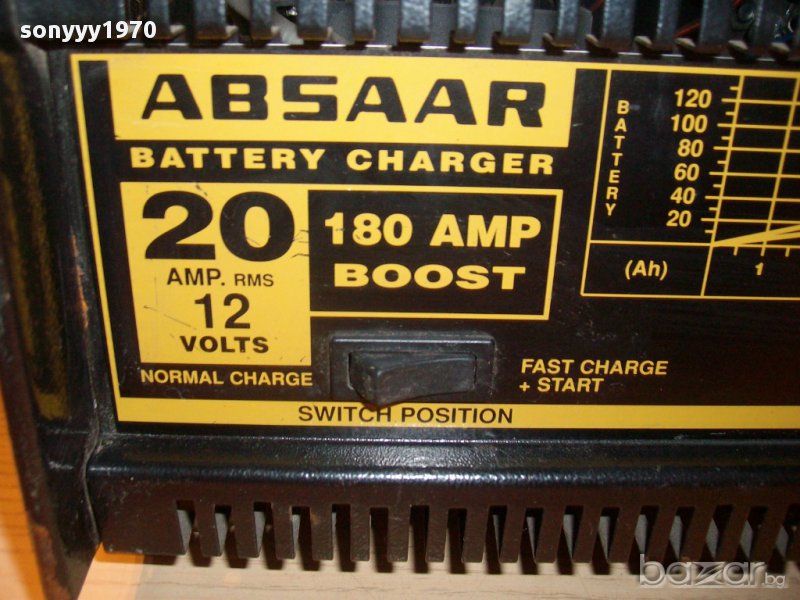 sonyyy1970
ABSAAR
BATTERY CHARGER
20
AMP. RMS
12
VOLTS
180 AMP
BOOST
NORMAL CHARGE
FAST CHARGE
+ START
SWITCH POSITION
BATTERY
120
100
80
60
40
20
(Ah)
1
bazar.bg